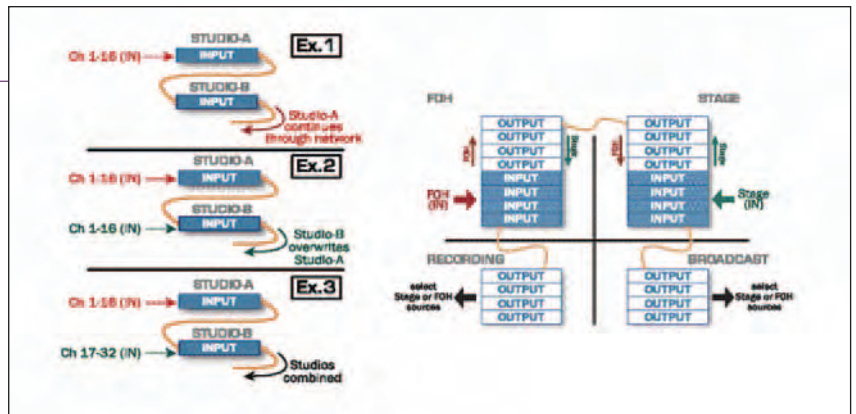 STUDIO-A
Ex.1
Ch 1-16 (IN)
INPUT
STUDIO-B
INPUT
Studio-A
continues
through network
STUDIO-A
Ex.2
Ch 1-16 (IN)
INPUT
STUDIO-B
Ch 1-16 (IN)
INPUT
Studio-B
overwrites
Studio-A
STUDIO-A
Ex.3
Ch 1-16 (IN)
INPUT
STUDIO-B
Ch 17-32 (IN)
INPUT
Studios
combined
FOH
OUTPUT
OUTPUT
OUTPUT
OUTPUT
FOH
Stage
INPUT
INPUT
INPUT
INPUT
FOH
(IN)
STAGE
OUTPUT
OUTPUT
OUTPUT
OUTPUT
FOH
Stage
INPUT
INPUT
INPUT
INPUT
Stage
(IN)
RECORDING
OUTPUT
OUTPUT
OUTPUT
OUTPUT
select
Stage or FOH
sources
BROADCAST
OUTPUT
OUTPUT
OUTPUT
OUTPUT
select
Stage or FOH
sources